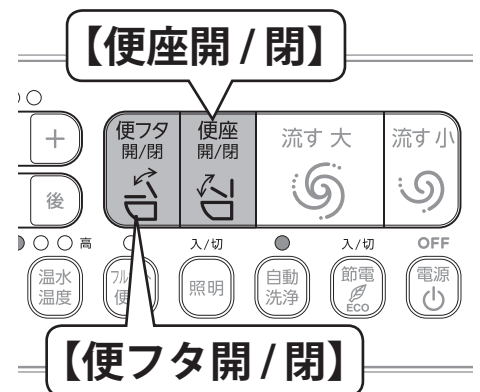 【便座開 / 閉】
+
便フタ
開/閉
便座
開/閉
流す 大
流す 小
後
高
入/切
入/切
OFF
温水
温度
照明
自動
洗浄
節電
ECO
電源
【便フタ開 / 閉】